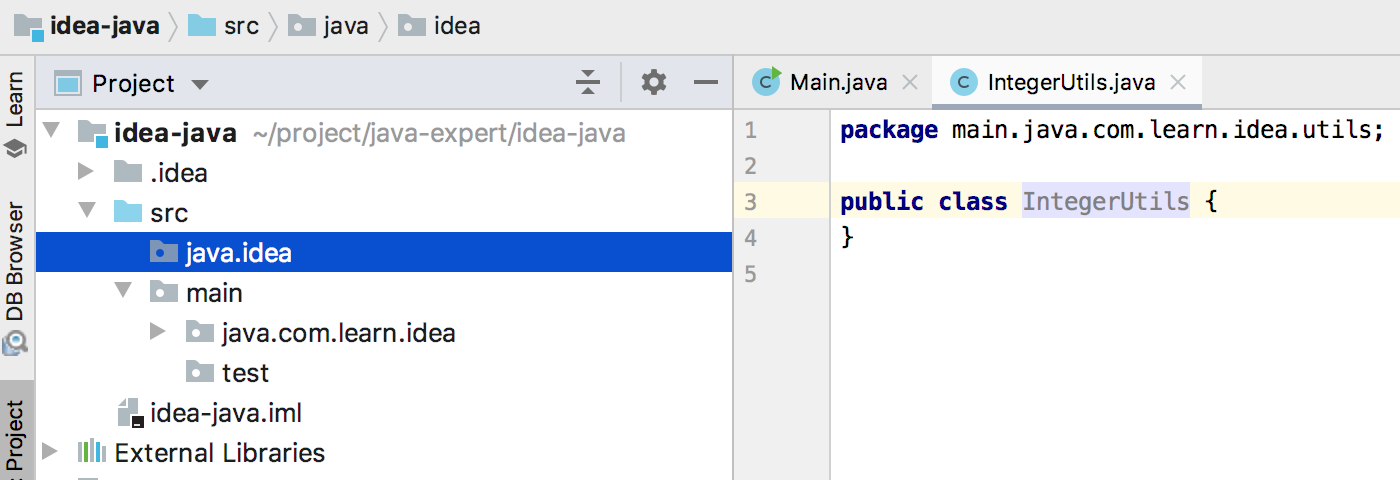 idea-java src java idea
Learn
DB Browser
Project
Project
idea-java ~/project/java-expert/idea-java
.idea
src
java.idea
main
java.com.learn.idea
test
idea-java.iml
External Libraries
Main.java IntegerUtils.java
1 package main.java.com.learn.idea.utils;
2
3 public class IntegerUtils {
4 }
5